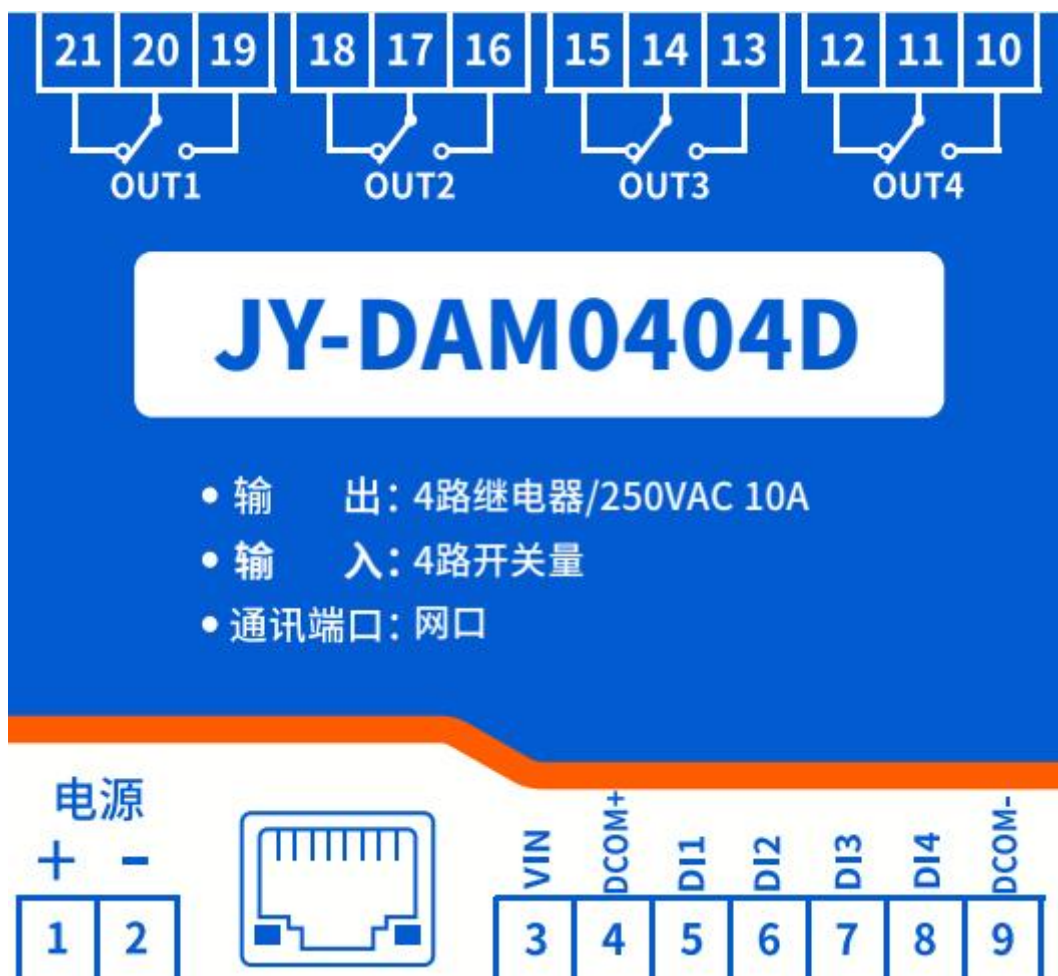 21 20 19 18 17 16 15 14 13 12 11 10
OUT1 OUT2 OUT3 OUT4
JY-DAM0404D
• 输 出：4路继电器/250VAC 10A
• 输 入：4路开关量
• 通讯端口：网口
电源
+ -
VIN DCOM+ DI1 DI2 DI3 DI4 DCOM-
1 2 3 4 5 6 7 8 9